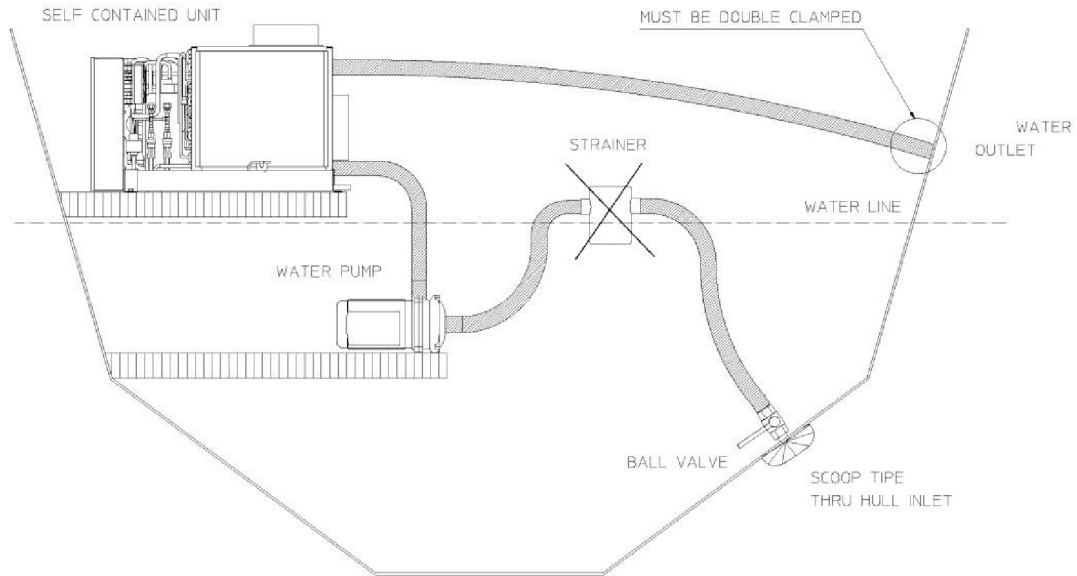 SELF CONTAINED UNIT
MUST BE DOUBLE CLAMPED
WATER
OUTLET
STRAINER
WATER LINE
WATER PUMP
BALL VALVE
SCOOP TIPE
THRU HULL INLET